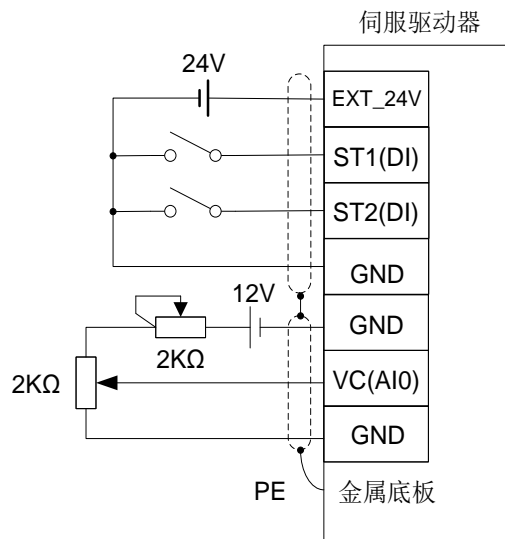 伺服驱动器
24V
EXT_24V
ST1(DI)
ST2(DI)
GND
12V
GND
2KΩ
2KΩ
VC(AI0)
GND
PE
金属底板